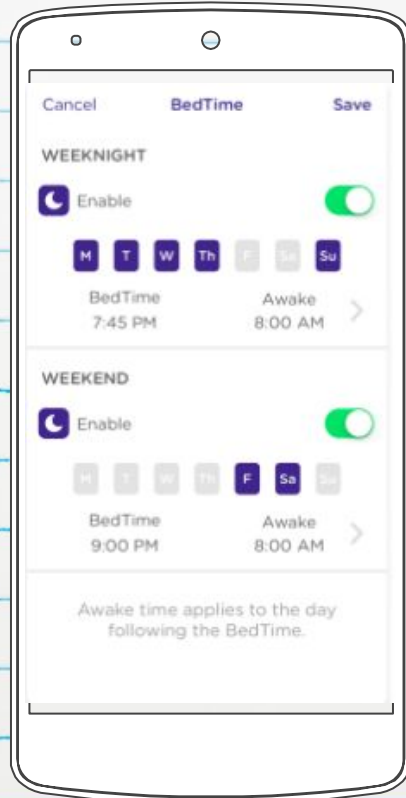 Cancel BedTime Save
WEEKNIGHT
Enable
M T W Th F Sa Su
BedTime Awake
7:45 PM 8:00 AM
WEEKEND
Enable
M T W Th F Sa Su
BedTime Awake
9:00 PM 8:00 AM
Awake time applies to the day
following the BedTime.